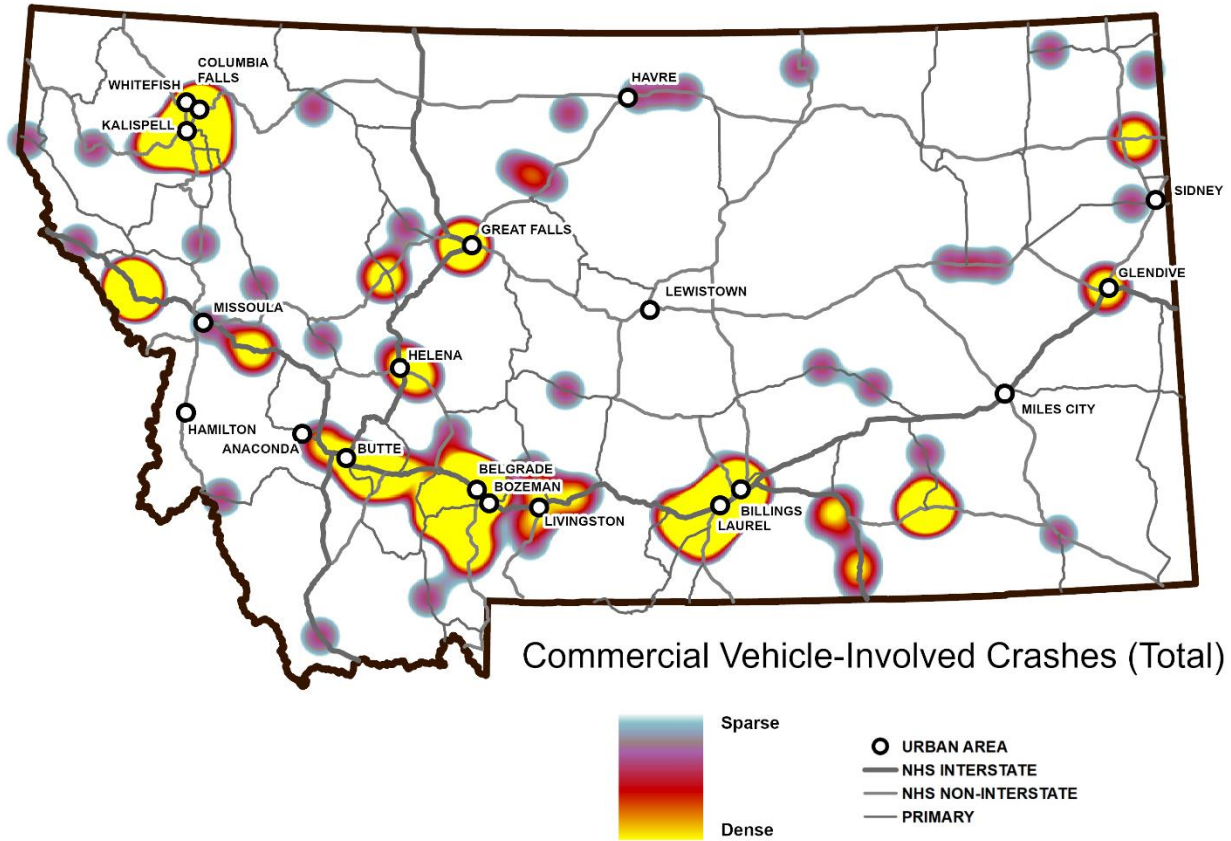 COLUMBIA
FALLS
WHITEFISH
KALISPELL
HAVRE
SIDNEY
GREAT FALLS
GLENDIVE
LEWISTOWN
MISSOULA
HELENA
MILES CITY
HAMILTON
ANACONDA
BUTTE
BELGRADE
BOZEMAN
LIVINGSTON
BILLINGS
LAUREL
Commercial Vehicle-Involved Crashes (Total)
Sparse
Dense
URBAN AREA
NHS INTERSTATE
NHS NON-INTERSTATE
PRIMARY